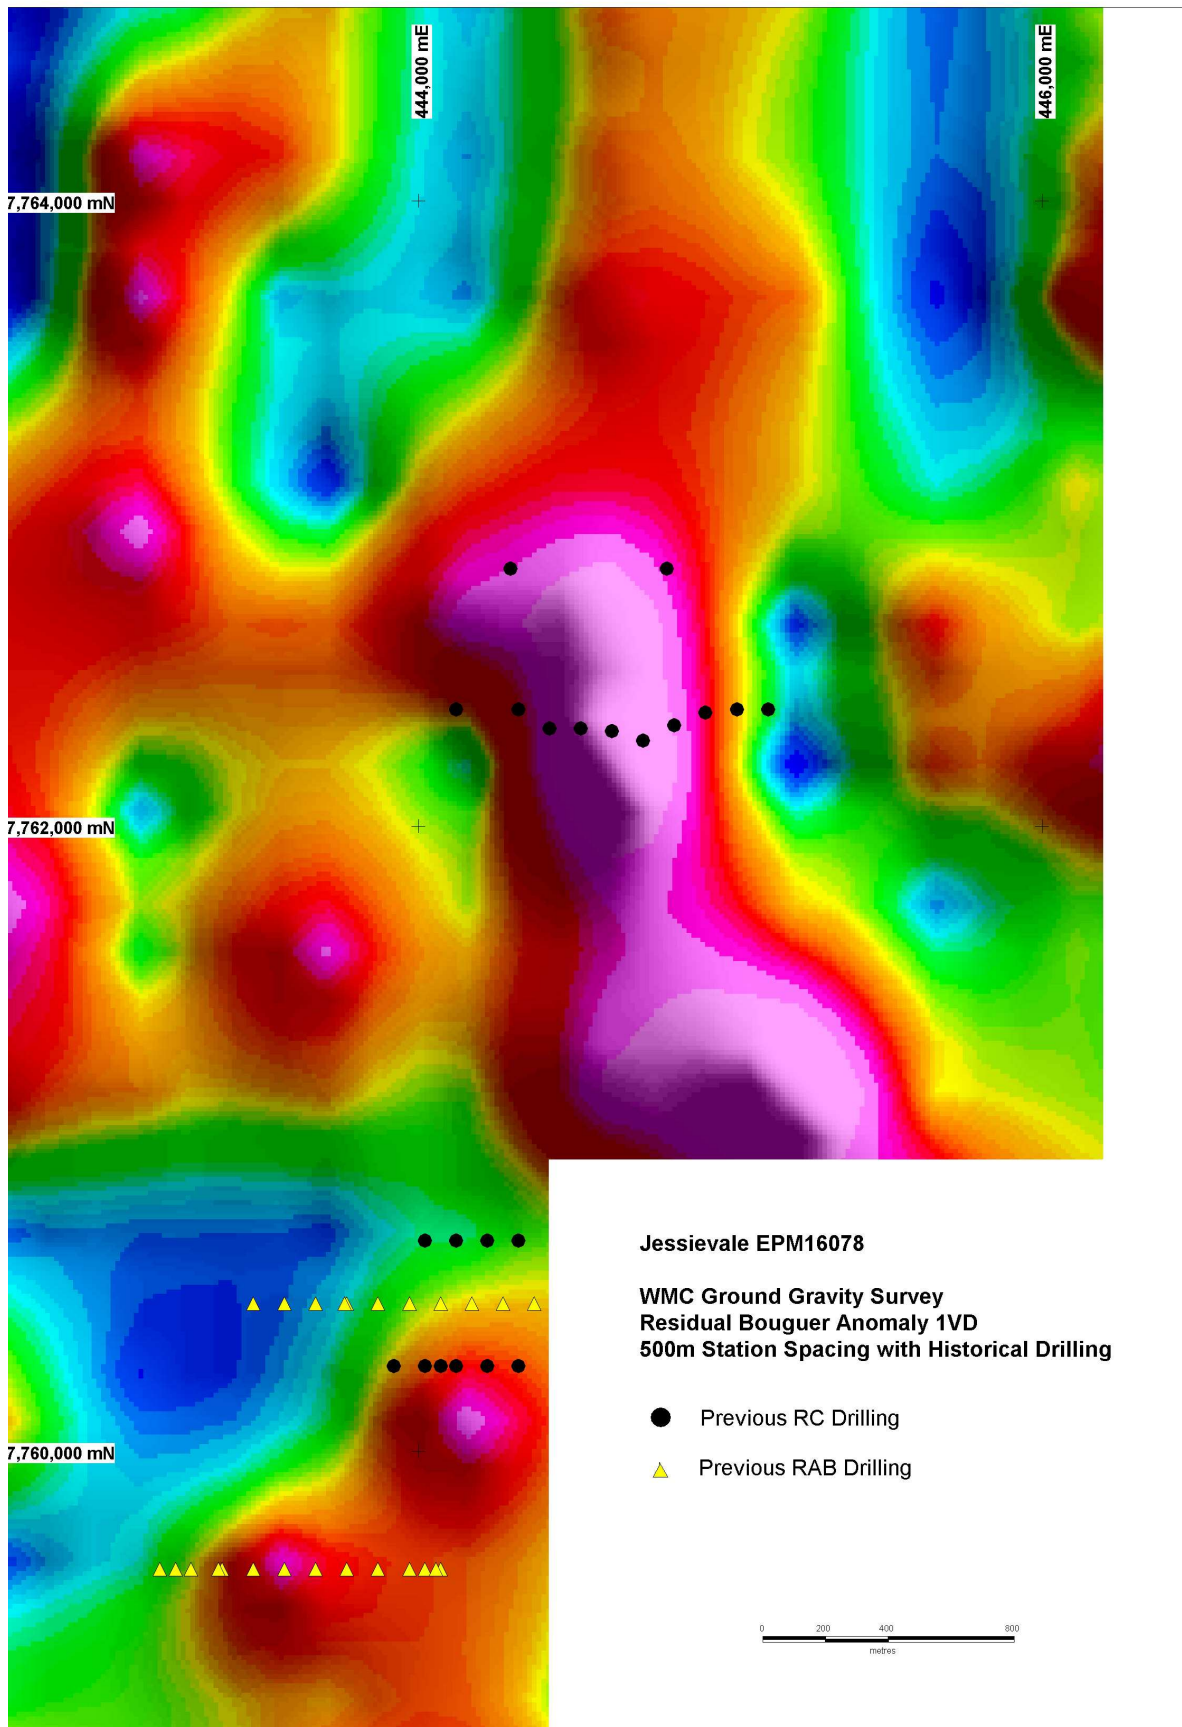 444,000 mE
446,000 mE
7,764,000 mN
7,762,000 mN
7,760,000 mN
Jessievale EPM16078
WMC Ground Gravity Survey
Residual Bouguer Anomaly 1VD
500m Station Spacing with Historical Drilling
Previous RC Drilling
Previous RAB Drilling
0 200 400 800
metres